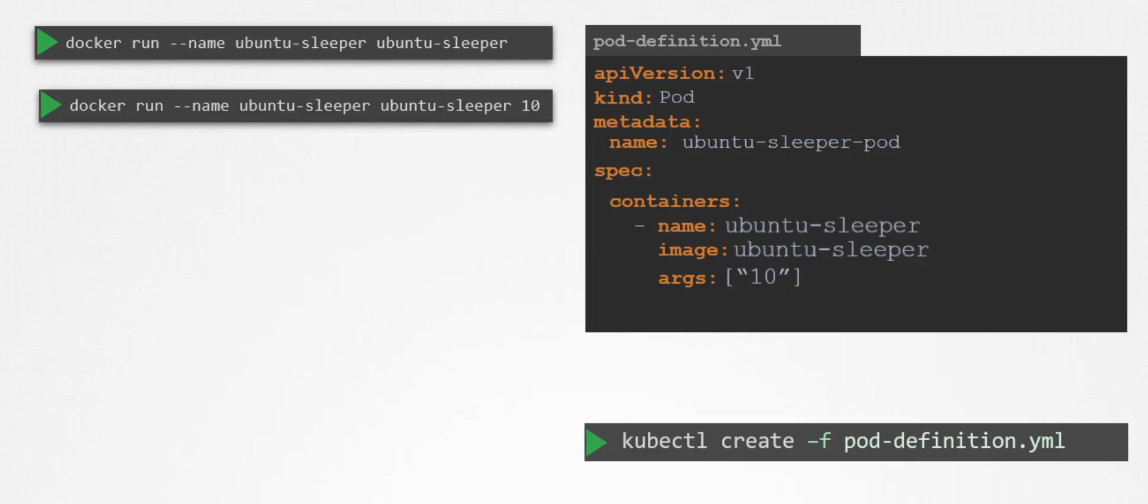 docker run --name ubuntu-sleeper ubuntu-sleeper
docker run --name ubuntu-sleeper ubuntu-sleeper 10
pod-definition.yml
apiVersion: v1
kind: Pod
metadata:
name: ubuntu-sleeper-pod
spec:
containers:
- name: ubuntu-sleeper
image: ubuntu-sleeper
args: [“10”]
kubectl create –f pod-definition.yml